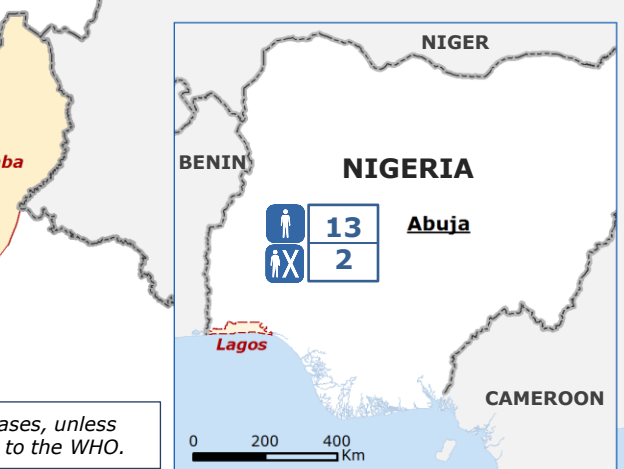 NIGER
ba
BENIN
NIGERIA
Abuja
13
2
Lagos
CAMEROON
ases, unless
to the WHO.
0 200 400
Km